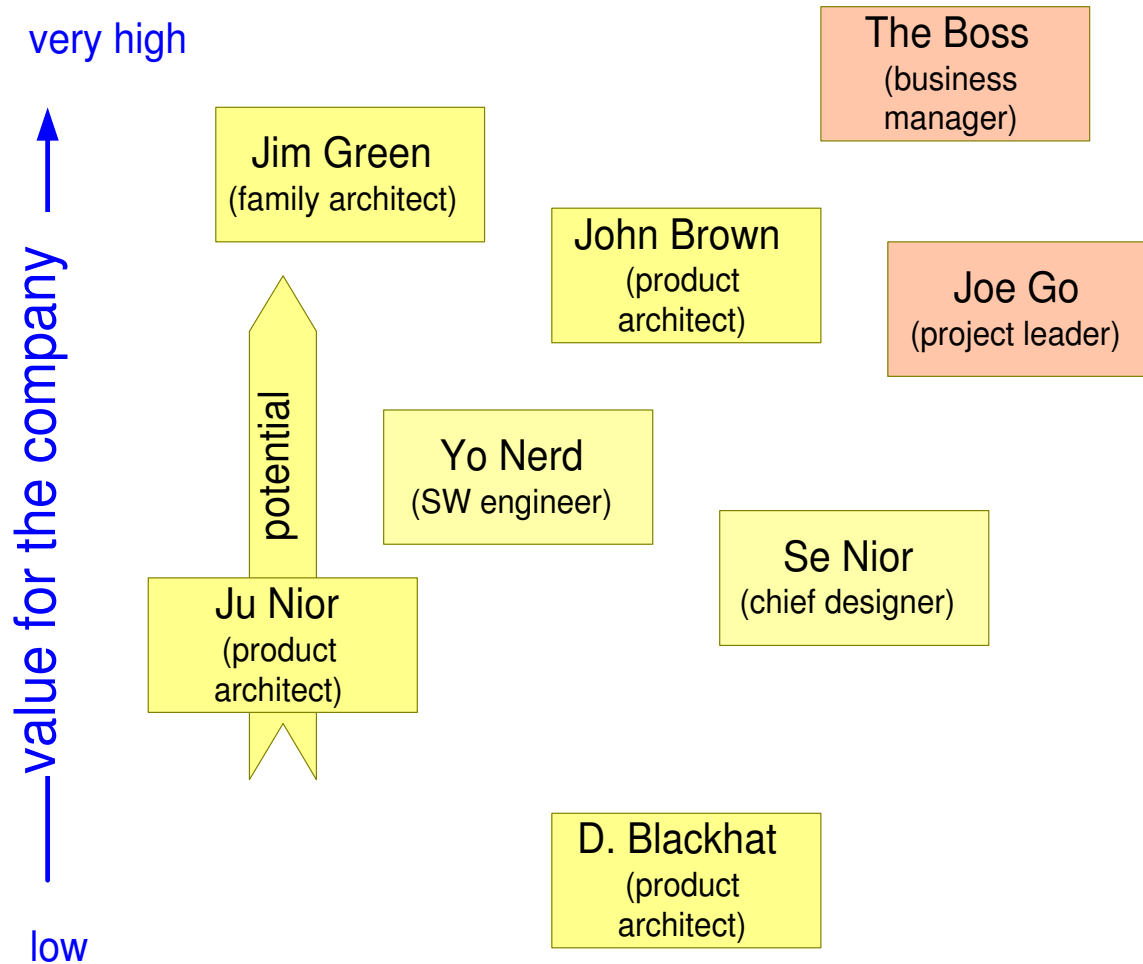 very high
The Boss
(business
manager)
Jim Green
(family architect)
John Brown
(product
architect)
Joe Go
(project leader)
value for the company
potential
Yo Nerd
(SW engineer)
Se Nior
(chief designer)
Ju Nior
(product
architect)
D. Blackhat
(product
architect)
low